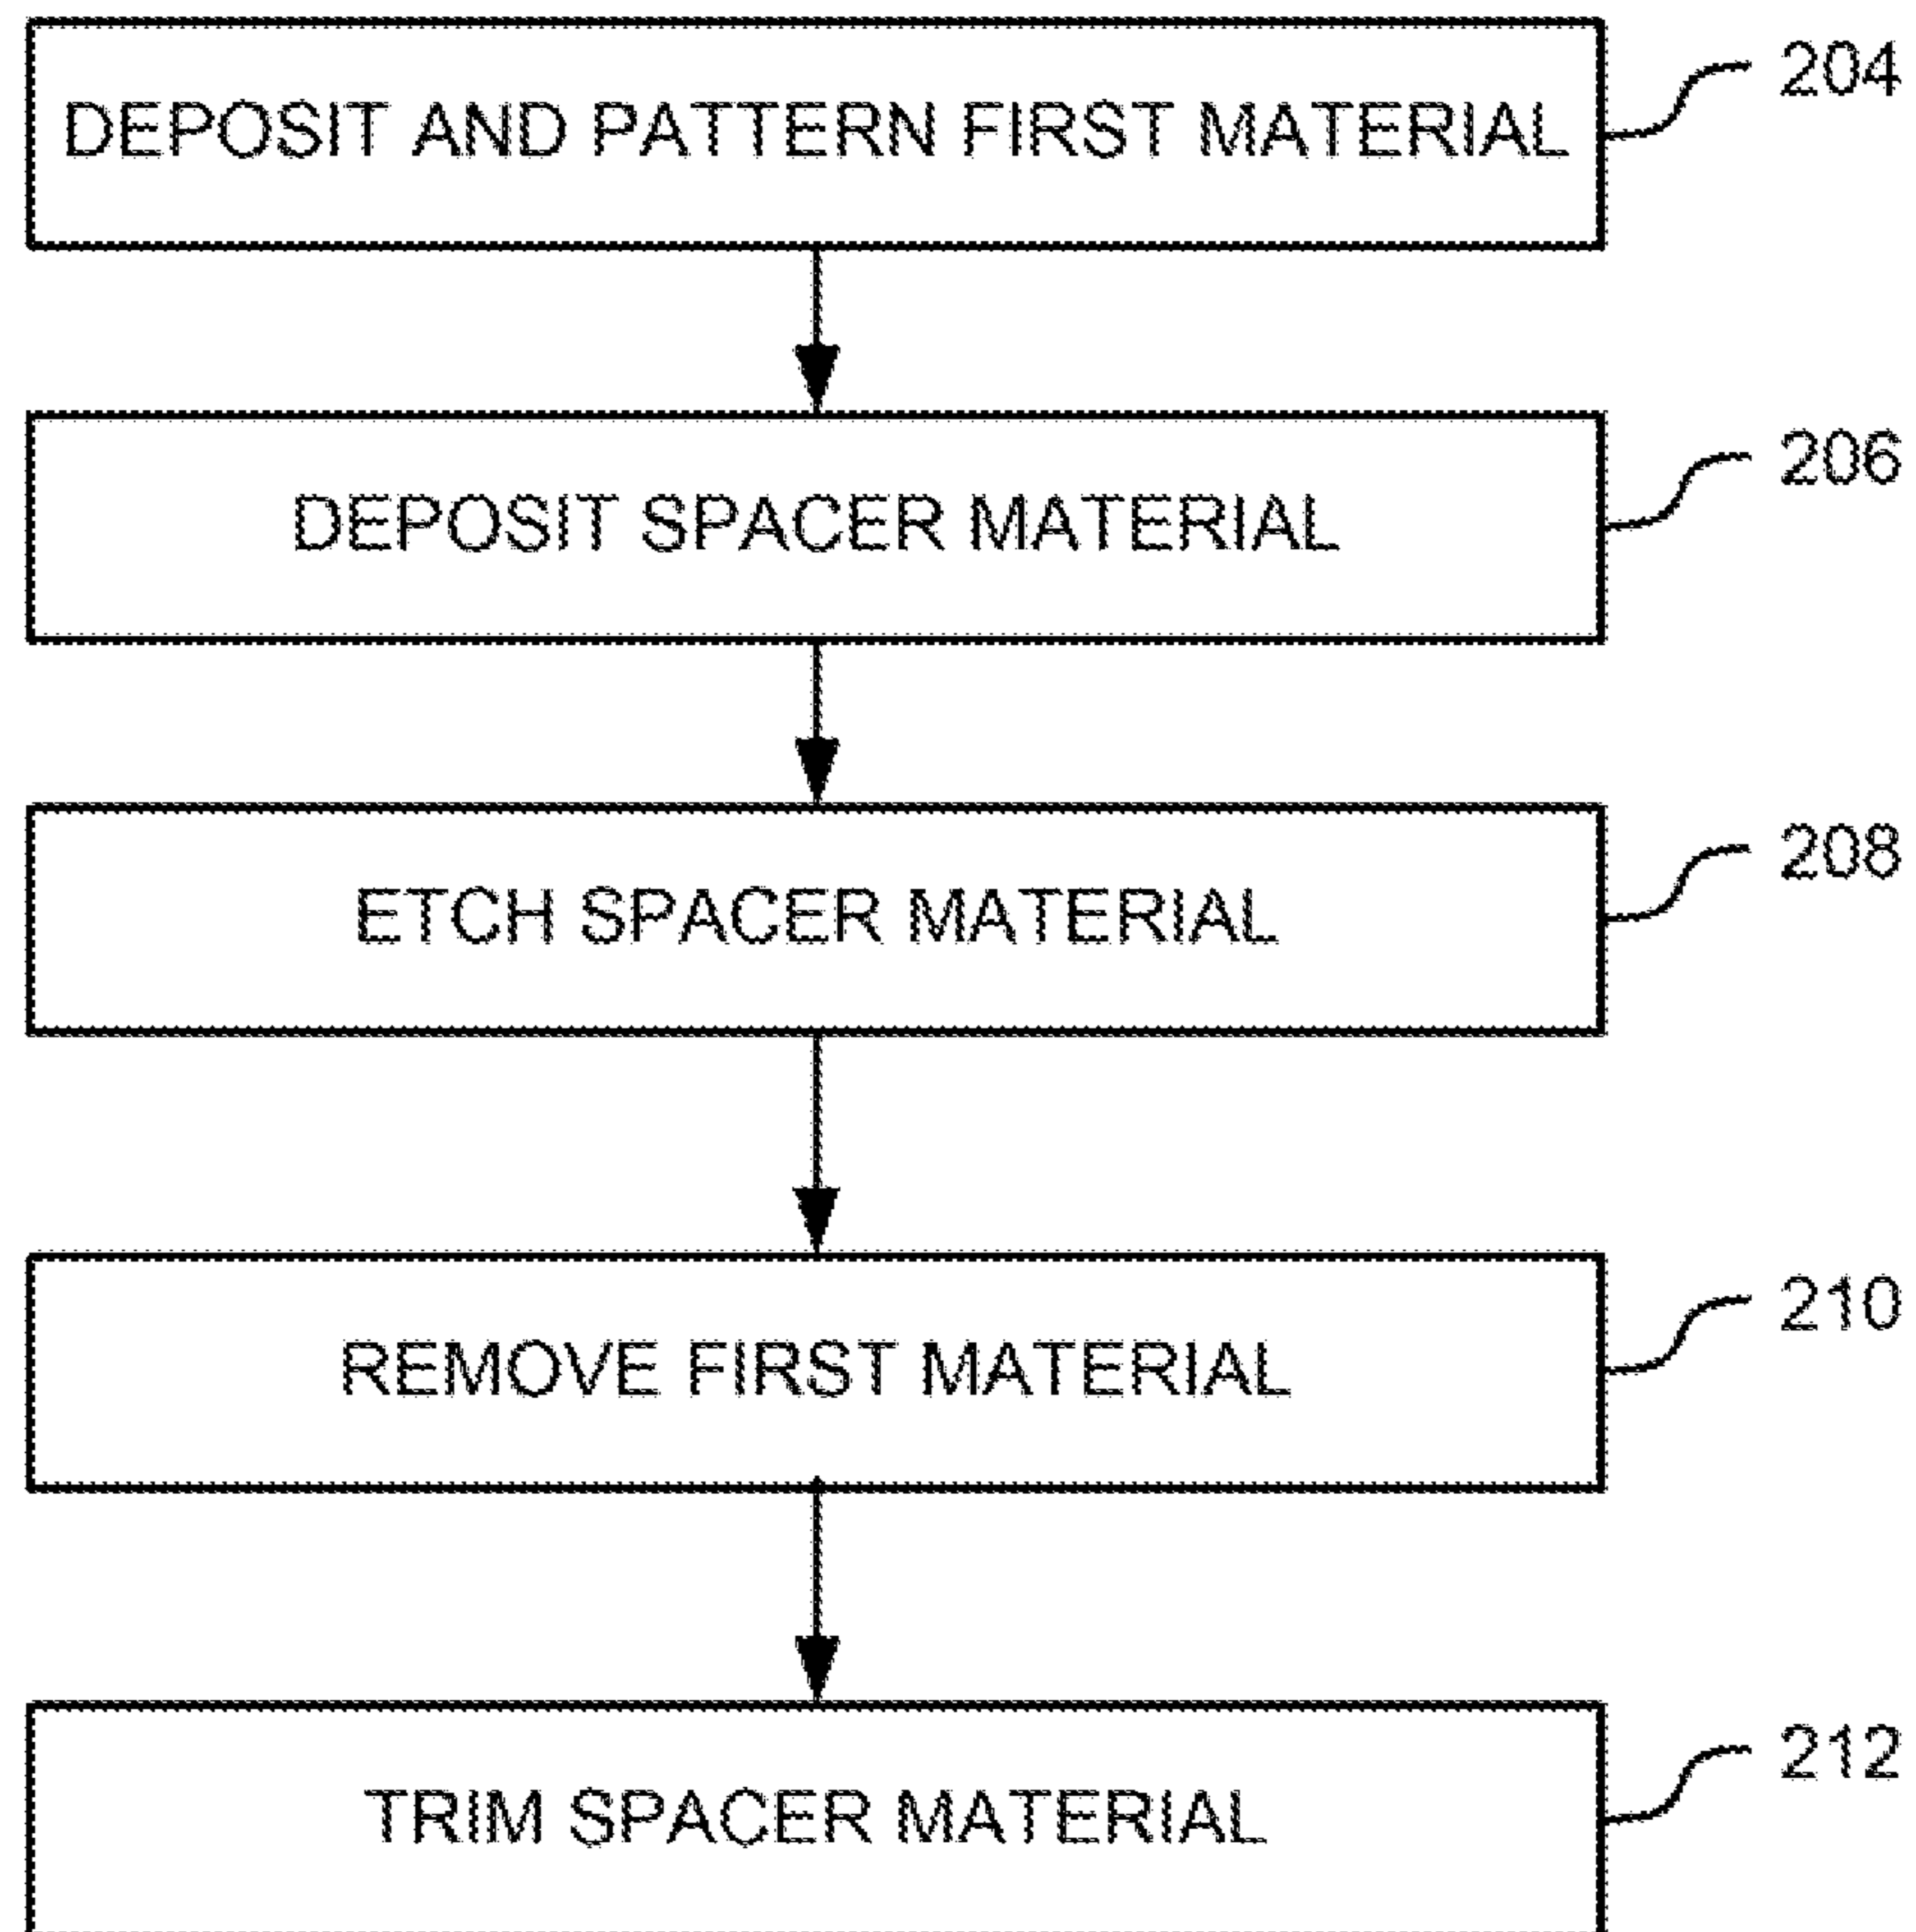 DEPOSIT AND PATTERN FIRST MATERIAL
204
DEPOSIT SPACER MATERIAL
206
ETCH SPACER MATERIAL
208
REMOVE FIRST MATERIAL
210
TRIM SPACER MATERIAL
212